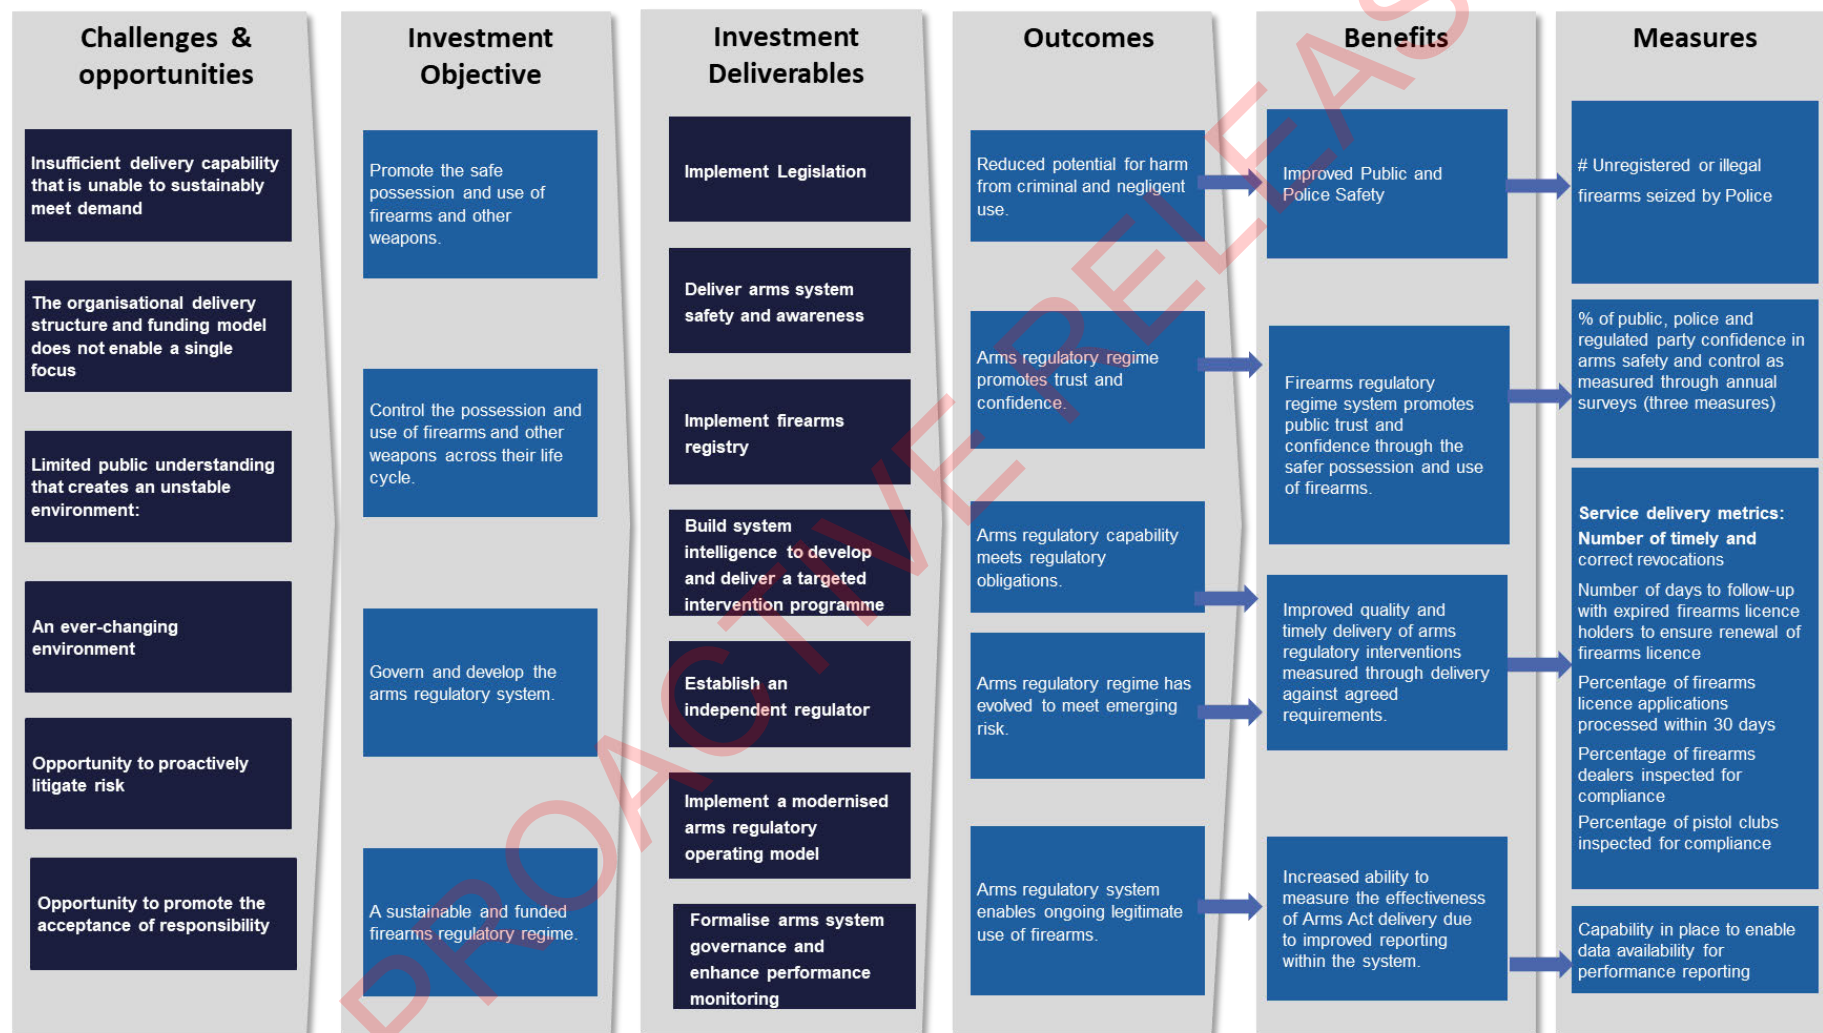 Challenges &
opportunities
Insufficient delivery capability
that is unable to sustainably
meet demand
The organisational delivery
structure and funding model
does not enable a single
focus
Limited public understanding
that creates an unstable
environment:
An ever-changing
environment
Opportunity to proactively
litigate risk
Opportunity to promote the
acceptance of responsibility
Investment
Objective
Promote the safe
possession and use of
firearms and other
weapons.
Control the possession and
use of firearms and other
weapons across their life
cycle.
Govern and develop the
arms regulatory system.
A sustainable and funded
firearms regulatory regime.
Investment
Deliverables
Implement Legislation
Deliver arms system
safety and awareness
Implement firearms
registry
Build system
intelligence to develop
and deliver a targeted
intervention programme
Establish an
independent regulator
Implement a modernised
arms regulatory
operating model
Formalise arms system
governance and
enhance performance
monitoring
Outcomes
Reduced potential for harm
from criminal and negligent
use.
Arms regulatory regime
promotes trust and
confidence.
Arms regulatory capability
meets regulatory
obligations.
Arms regulatory regime has
evolved to meet emerging
risk.
Arms regulatory system
enables ongoing legitimate
use of firearms.
Benefits
Improved Public and
Police Safety
Firearms regulatory
regime system promotes
public trust and
confidence through the
safer possession and use
of firearms.
Improved quality and
timely delivery of arms
regulatory interventions
measured through delivery
against agreed
requirements.
Increased ability to
measure the effectiveness
of Arms Act delivery due
to improved reporting
within the system.
Measures
# Unregistered or illegal
firearms seized by Police
% of public, police and
regulated party confidence in
arms safety and control as
measured through annual
surveys (three measures)
Service delivery metrics:
Number of timely and
correct revocations
Number of days to follow-up
with expired firearms licence
holders to ensure renewal of
firearms licence
Percentage of firearms
licence applications
processed within 30 days
Percentage of firearms
dealers inspected for
compliance
Percentage of pistol clubs
inspected for compliance
Capability in place to enable
data availability for
performance reporting
PROACTIVE RELEAS